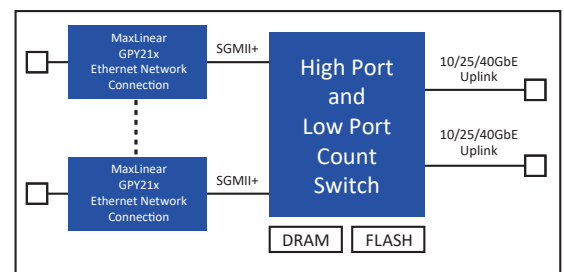 MaxLinear
GPY21x
Ethernet Network
Connection
SGMII+
High Port
and
Low Port
Count
Switch
10/25/40GbE
Uplink
10/25/40GbE
Uplink
MaxLinear
GPY21x
Ethernet Network
Connection
SGMII+
DRAM
FLASH